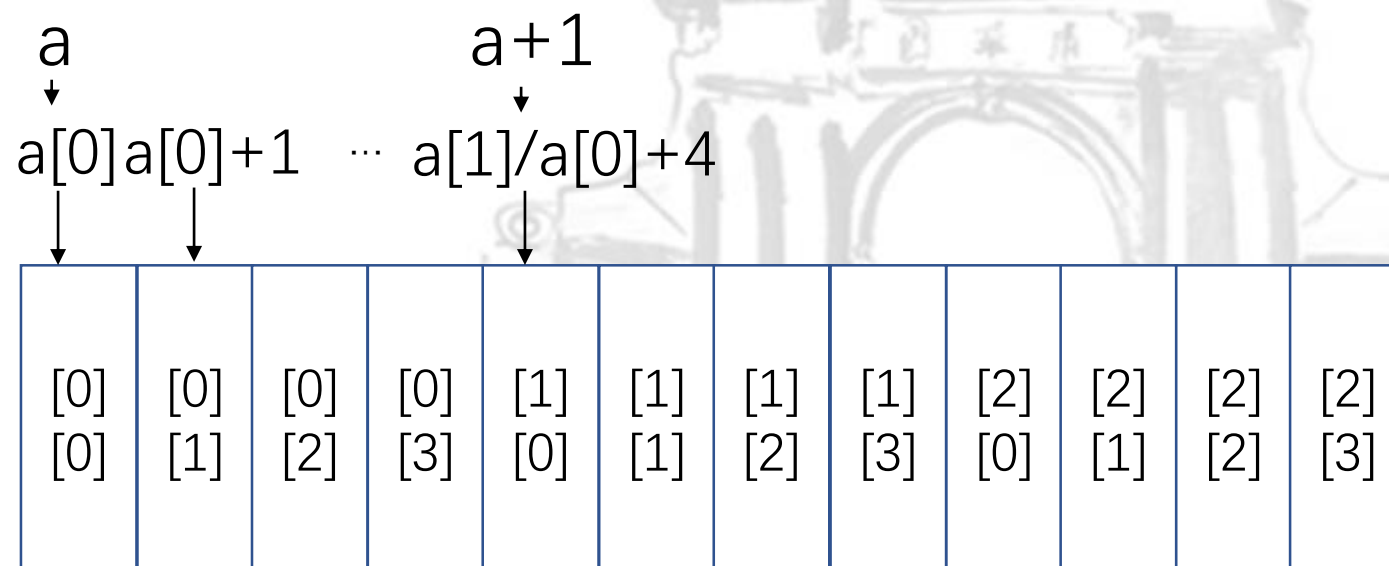 a a+1
a[0] a[0]+1 ... a[1]/a[0]+4
[0] [0] [0] [0] [1] [1] [1] [1] [2] [2] [2] [2]
[0] [1] [2] [3] [0] [1] [2] [3] [0] [1] [2] [3]